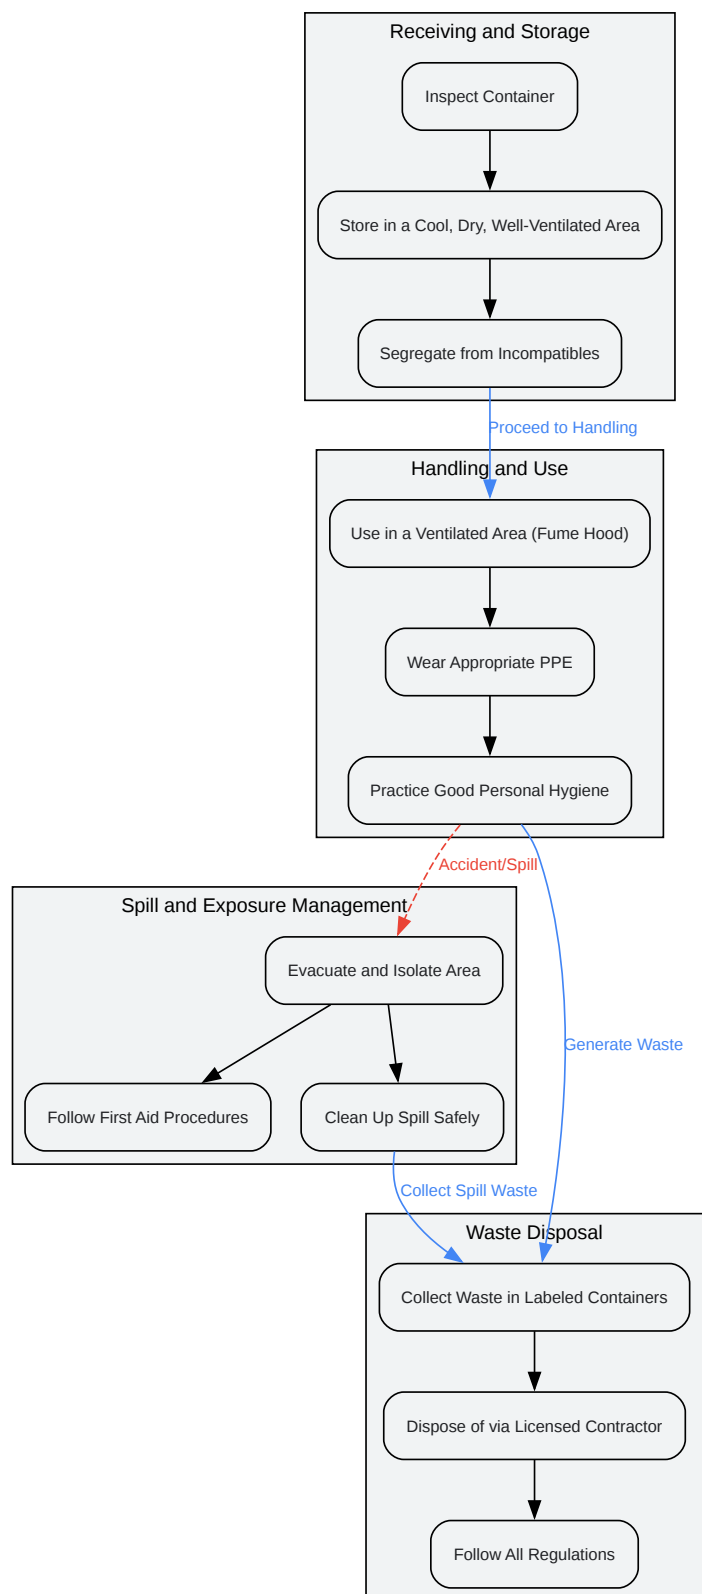 Receiving and Storage
Inspect Container
Store in a Cool, Dry, Well-Ventilated Area
Segregate from Incompatibles
Proceed to Handling
Handling and Use
Use in a Ventilated Area (Fume Hood)
Wear Appropriate PPE
Practice Good Personal Hygiene
Accident/Spill
Spill and Exposure Management
Evacuate and Isolate Area
Generate Waste
Follow First Aid Procedures
Clean Up Spill Safely
Collect Spill Waste
Waste Disposal
Collect Waste in Labeled Containers
Dispose of via Licensed Contractor
Follow All Regulations